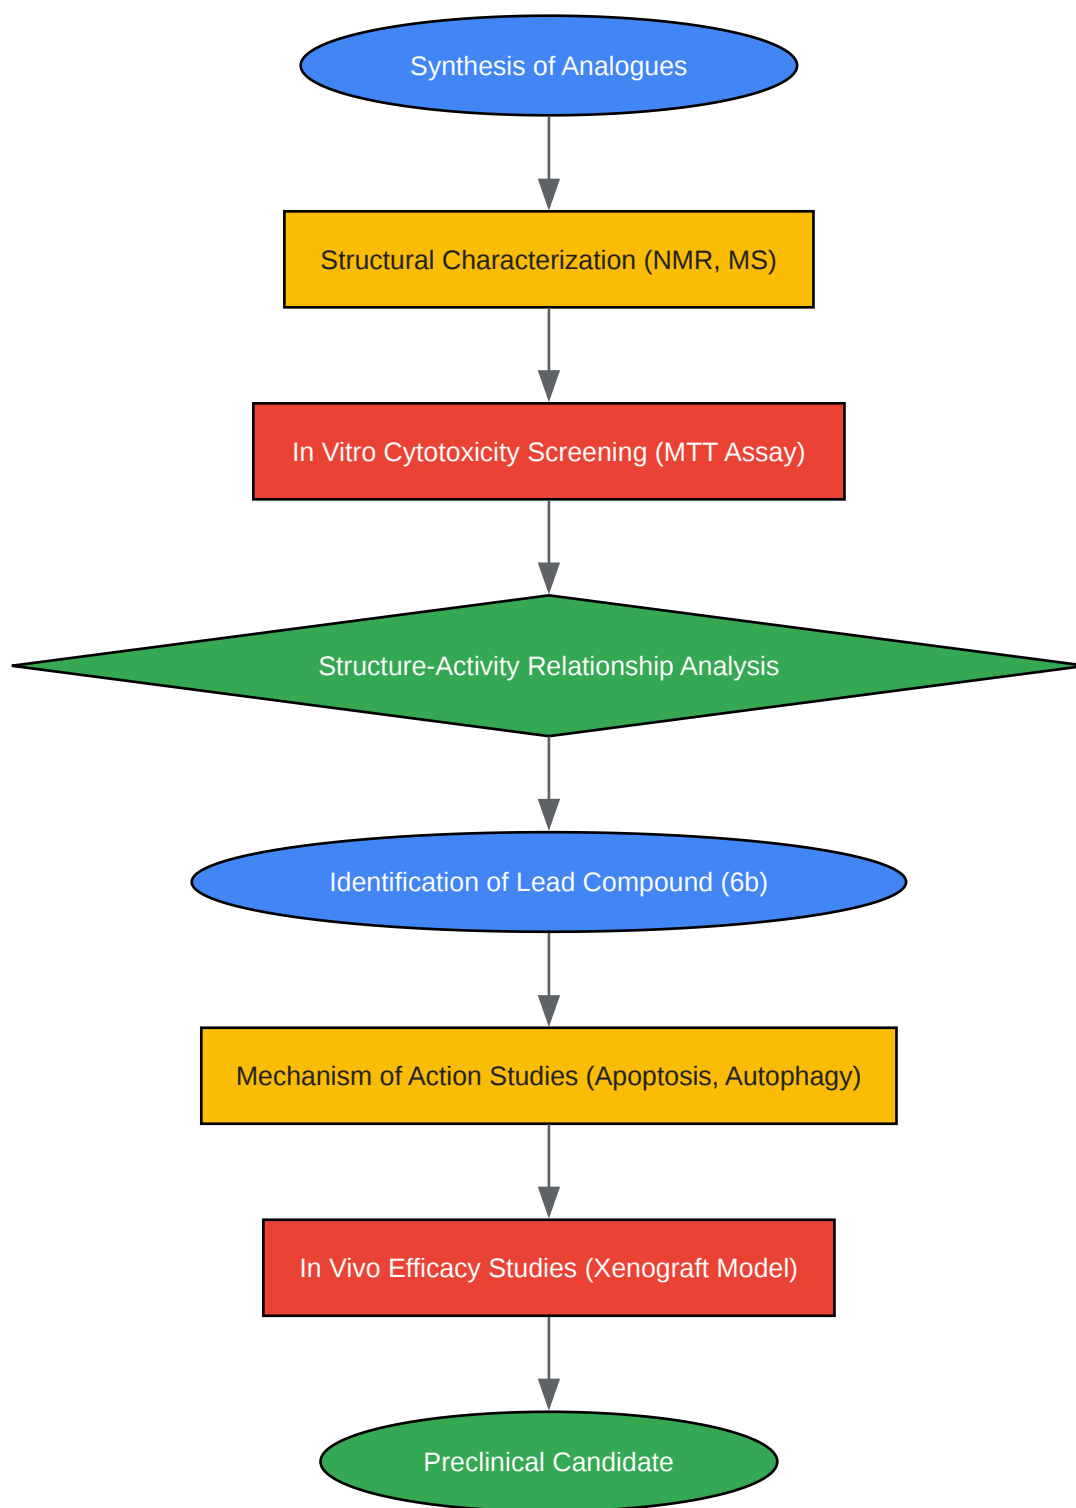 Synthesis of Analogues
Structural Characterization (NMR, MS)
In Vitro Cytotoxicity Screening (MTT Assay)
Structure-Activity Relationship Analysis
Identification of Lead Compound (6b)
Mechanism of Action Studies (Apoptosis, Autophagy)
In Vivo Efficacy Studies (Xenograft Model)
Preclinical Candidate